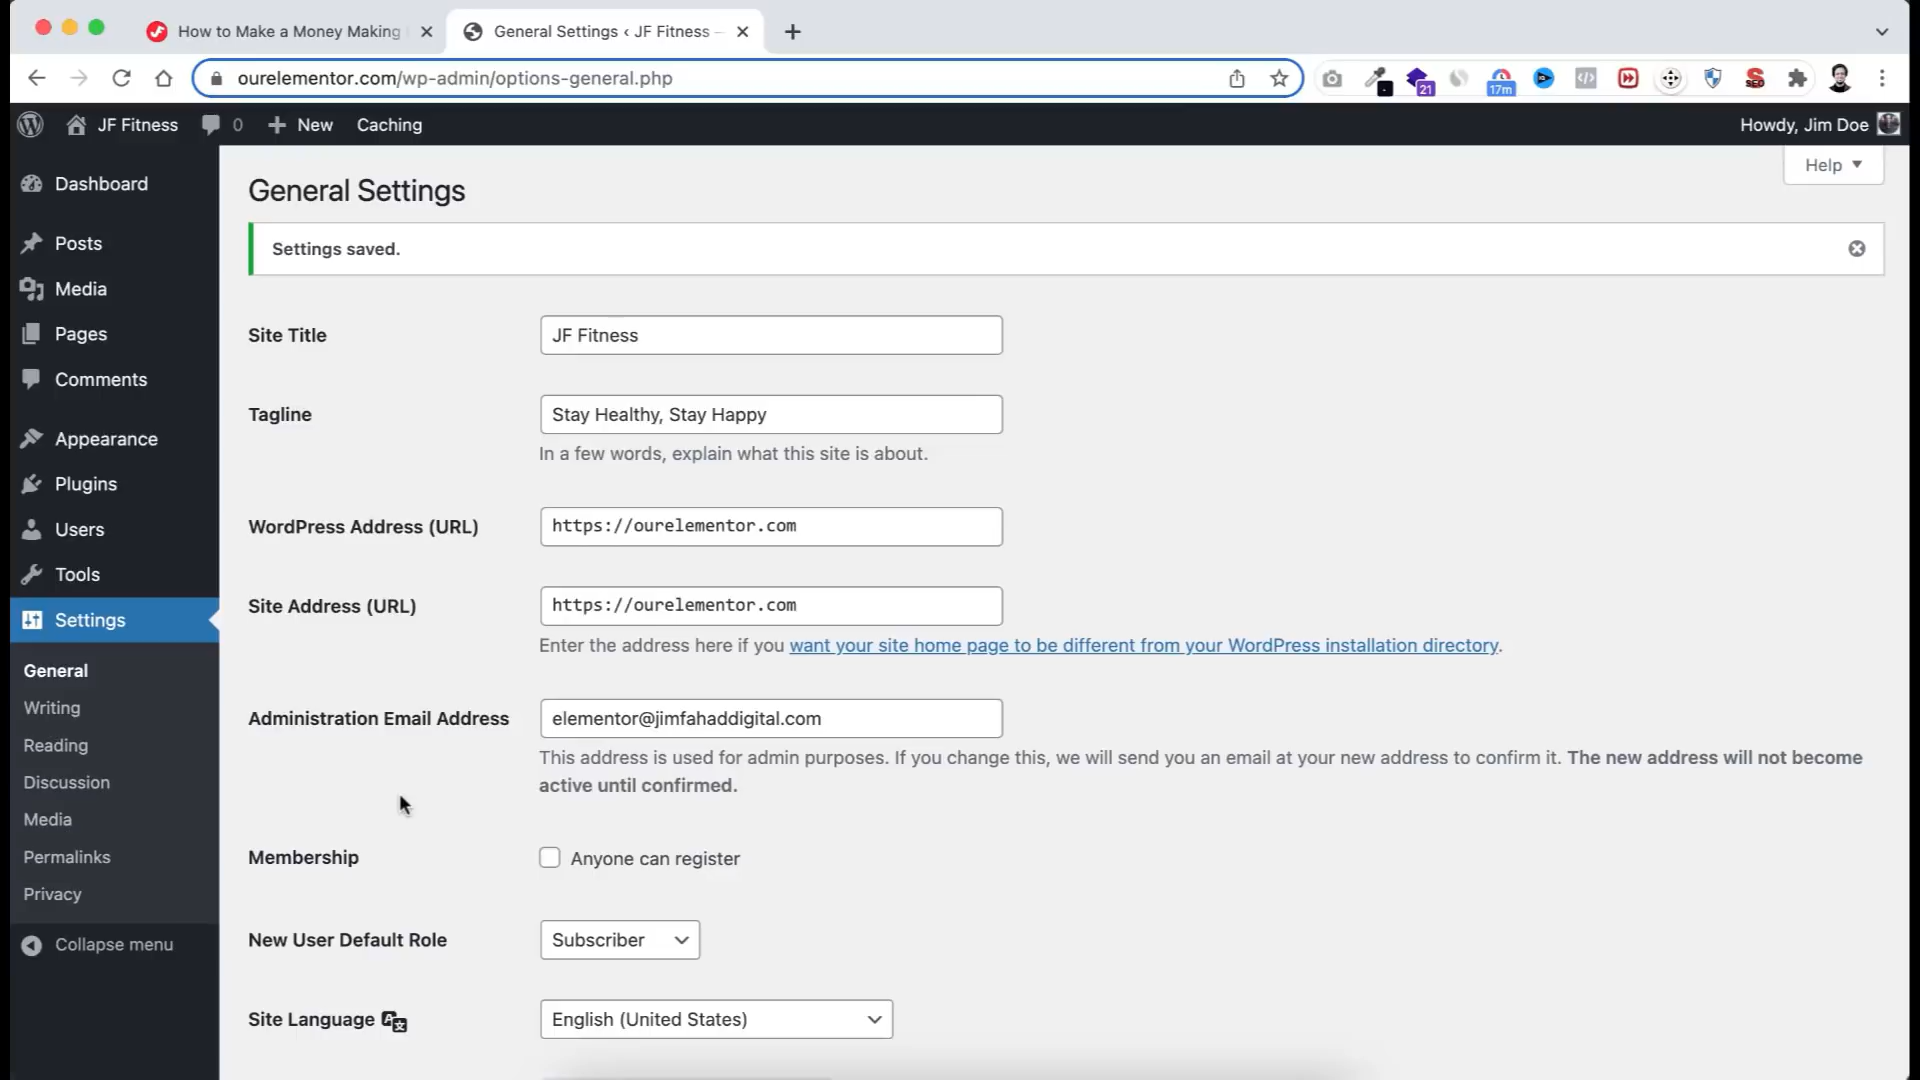 How to Make a Money Making
General Settings ‹ JF Fitness —
ourelementor.com/wp-admin/options-general.php
21
17m
SEO
JF Fitness
0
New
Caching
Howdy, Jim Doe
Help
Dashboard
Posts
Media
Pages
Comments
Appearance
Plugins
Users
Tools
Settings
General
Writing
Reading
Discussion
Media
Permalinks
Privacy
Collapse menu
General Settings
Settings saved.
Site Title
JF Fitness
Tagline
Stay Healthy, Stay Happy
In a few words, explain what this site is about.
WordPress Address (URL)
https://ourelementor.com
Site Address (URL)
https://ourelementor.com
Enter the address here if you want your site home page to be different from your WordPress installation directory.
Administration Email Address
elementor@jimfahaddigital.com
This address is used for admin purposes. If you change this, we will send you an email at your new address to confirm it. The new address will not become
active until confirmed.
Membership
Anyone can register
New User Default Role
Subscriber
Site Language
English (United States)